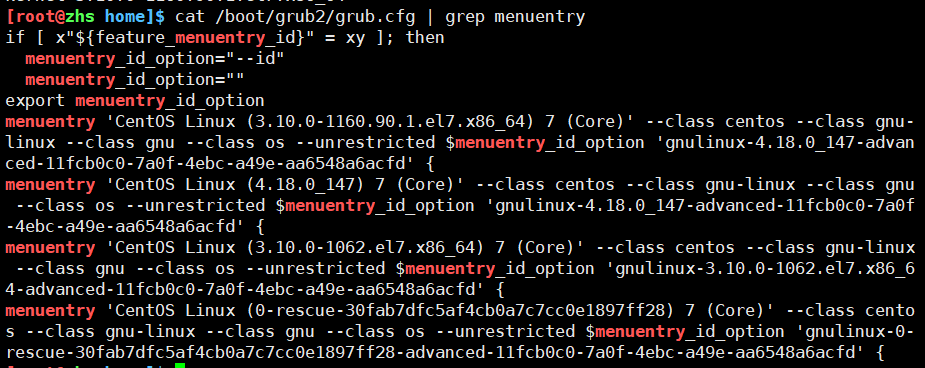 [root@zhs home]$ cat /boot/grub2/grub.cfg | grep menuentry
if [ x"${feature_menuentry_id}" = xy ]; then
  menuentry_id_option="--id"
  menuentry_id_option=""
export menuentry_id_option
menuentry 'CentOS Linux (3.10.0-1160.90.1.el7.x86_64) 7 (Core)' --class centos --class gnu-
linux --class gnu --class os --unrestricted $menuentry_id_option 'gnulinux-4.18.0_147-advan
ced-11fcb0c0-7a0f-4ebc-a49e-aa6548a6acfd' {
menuentry 'CentOS Linux (4.18.0_147) 7 (Core)' --class centos --class gnu-linux --class gnu
 --class os --unrestricted $menuentry_id_option 'gnulinux-4.18.0_147-advanced-11fcb0c0-7a0f
-4ebc-a49e-aa6548a6acfd' {
menuentry 'CentOS Linux (3.10.0-1062.el7.x86_64) 7 (Core)' --class centos --class gnu-linux
 --class gnu --class os --unrestricted $menuentry_id_option 'gnulinux-3.10.0-1062.el7.x86_6
4-advanced-11fcb0c0-7a0f-4ebc-a49e-aa6548a6acfd' {
menuentry 'CentOS Linux (0-rescue-30fab7dfc5af4cb0a7c7cc0e1897ff28) 7 (Core)' --class cento
s --class gnu-linux --class gnu --class os --unrestricted $menuentry_id_option 'gnulinux-0-
rescue-30fab7dfc5af4cb0a7c7cc0e1897ff28-advanced-11fcb0c0-7a0f-4ebc-a49e-aa6548a6acfd' {